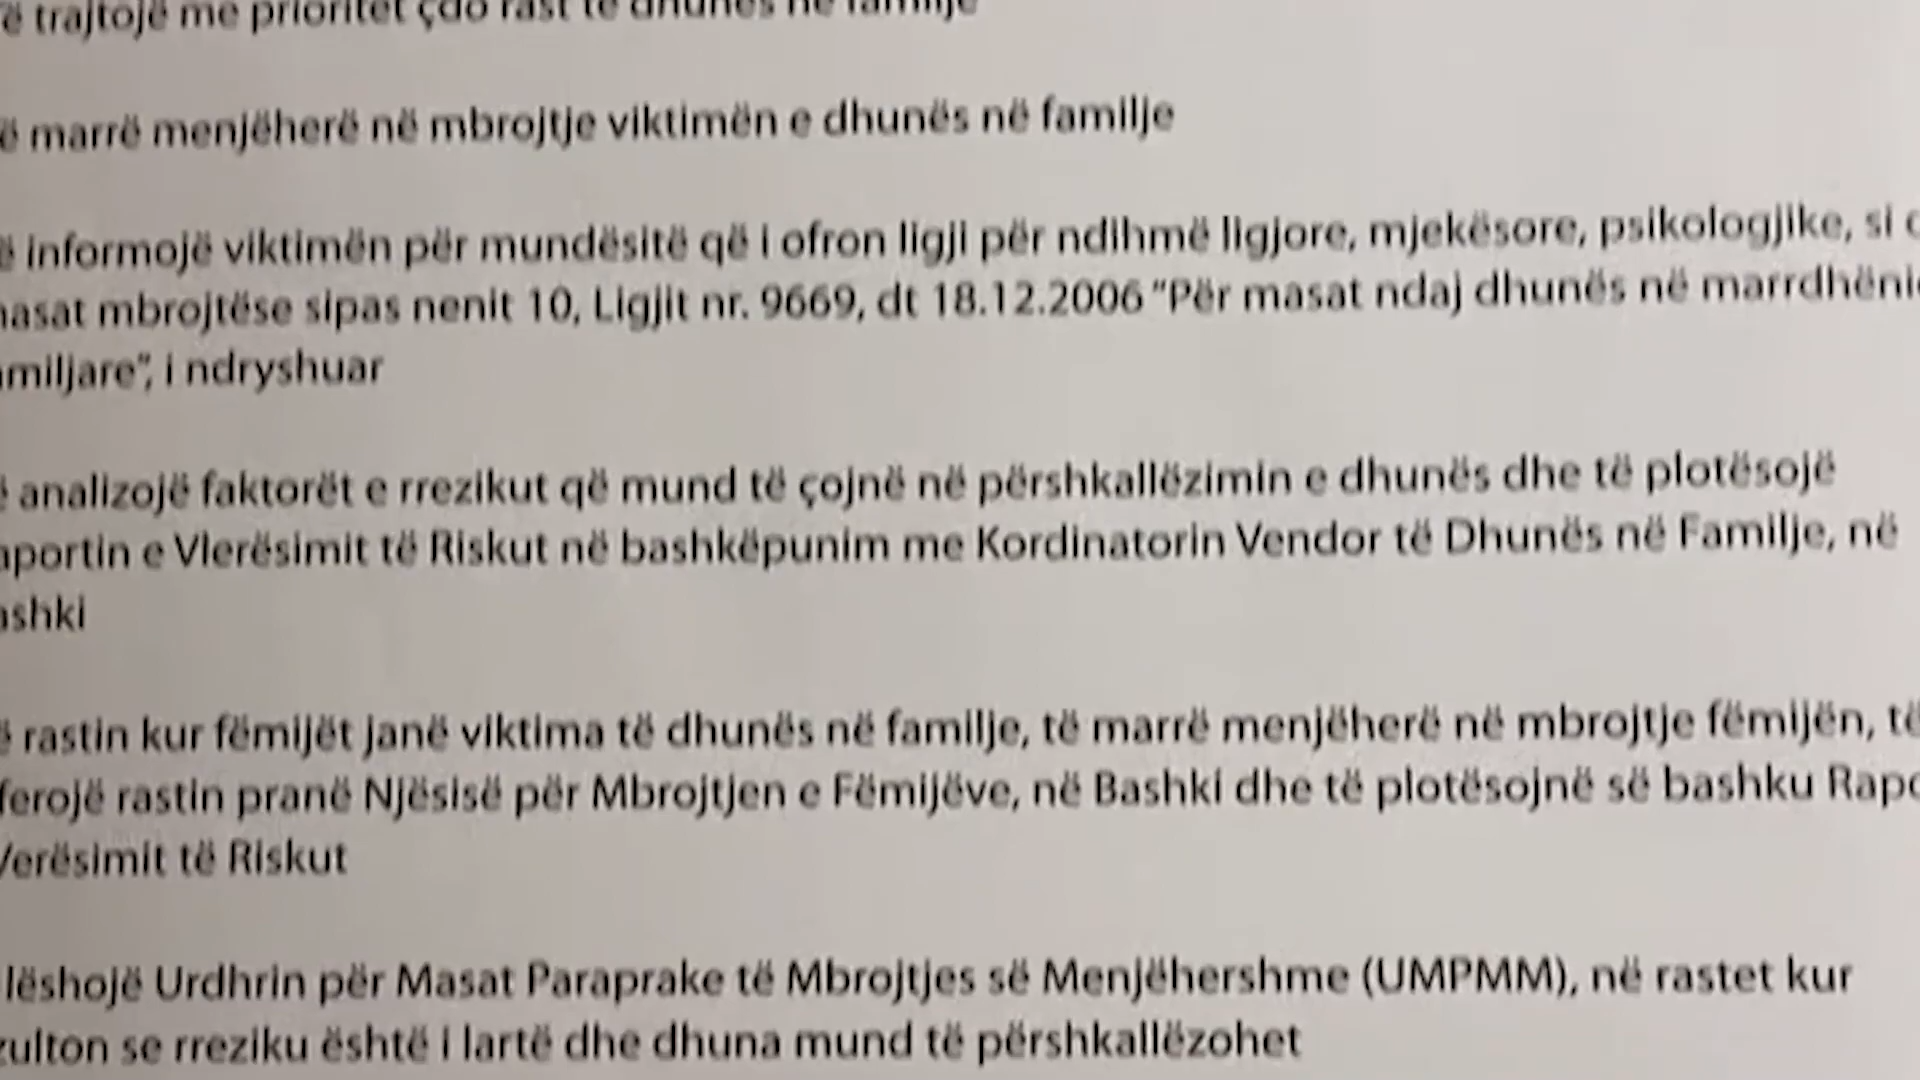 ë trajtojë me prioritet çdo rast të dhunës në familje
ë marrë menjëherë në mbrojtje viktimën e dhunës në familje
ë informojë viktimën për mundësitë që i ofron ligji për ndihmë ligjore, mjekësore, psikologjike, si
masat mbrojtëse sipas nenit 10, Ligjit nr. 9669, dt 18.12.2006 "Për masat ndaj dhunës në marrdhënie
amiljare", i ndryshuar
ë analizojë faktorët e rrezikut që mund të çojnë në përshkallëzimin e dhunës dhe të plotësojë
aportin e Vlerësimit të Riskut në bashkëpunim me Kordinatorin Vendor të Dhunës në Familje, në
ashki
ë rastin kur fëmijët janë viktima të dhunës në familje, të marrë menjëherë në mbrojtje fëmijën, të
ferojë rastin pranë Njësisë për Mbrojtjen e Fëmijëve, në Bashki dhe të plotësojnë së bashku Rapo
Verësimit të Riskut
lëshojë Urdhrin për Masat Paraprake të Mbrojtjes së Menjëhershme (UMPMM), në rastet kur
zulton se rreziku është i lartë dhe dhuna mund të përshkallëzohet